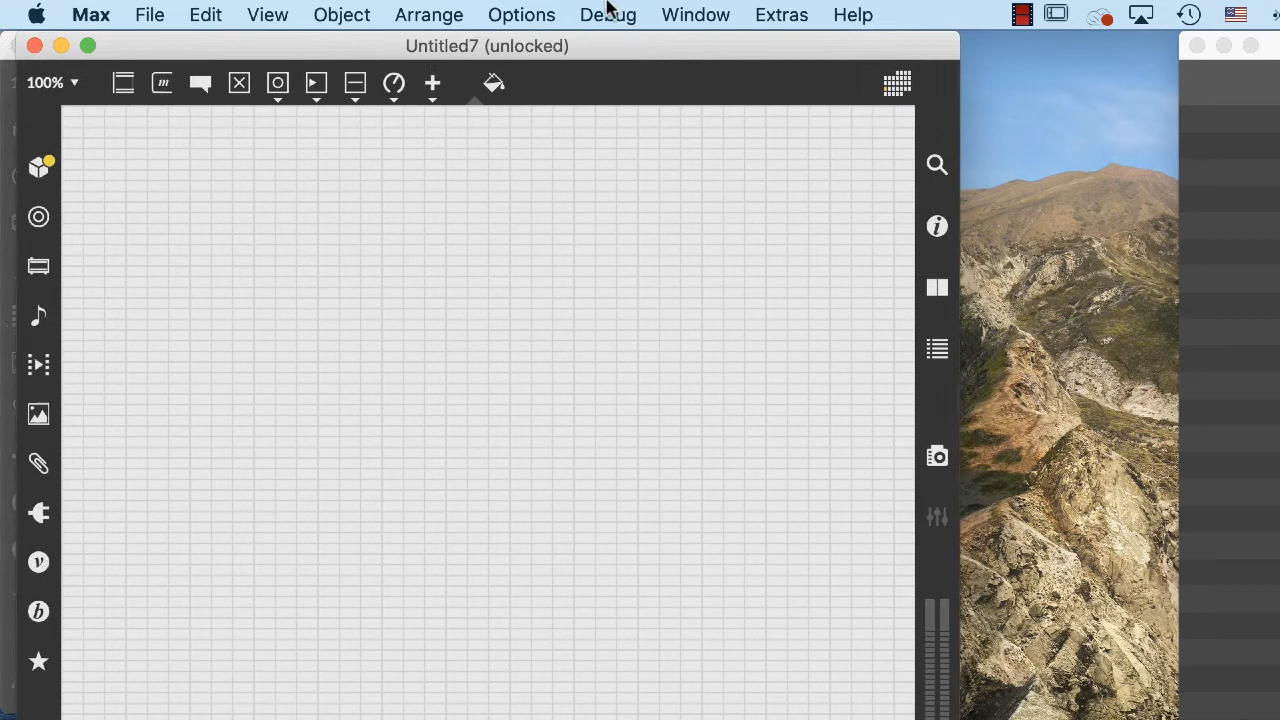 Max File Edit View Object Arrange Options Debug Window Extras Help
Untitled7 (unlocked)
100%
m
i
v
b